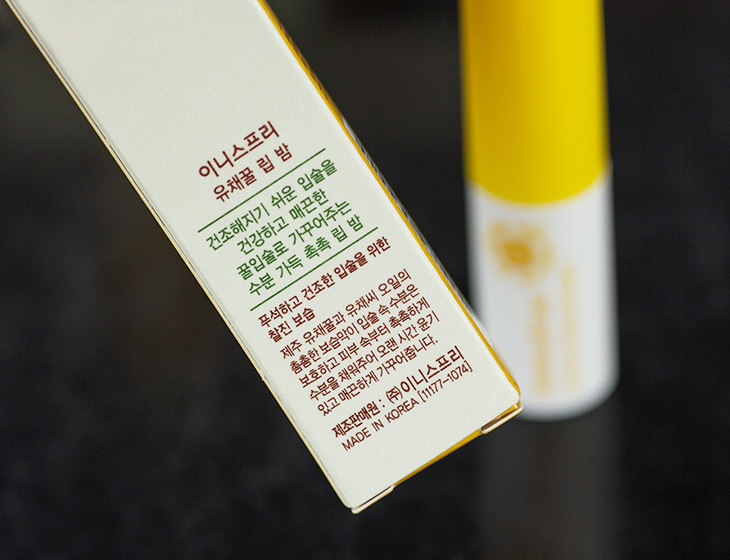 이니스프리
유채꿀 립 밤
건조해지기 쉬운 입술을
건강하고 매끈한
꿀입술로 가꾸어주는
수분 가득 촉촉 립 밤
푸석하고 건조한 입술을 위한
찰진 보습
제주 유채꿀과 유채씨 오일의
촘촘한 보습막이 입술 속 수분은
보호하고 피부 속부터 촉촉하게
수분을 채워주어 오랜 시간 윤기
있고 매끈하게 가꾸어줍니다.
제조판매원 : (주)이니스프리
MADE IN KOREA [11177-1074]